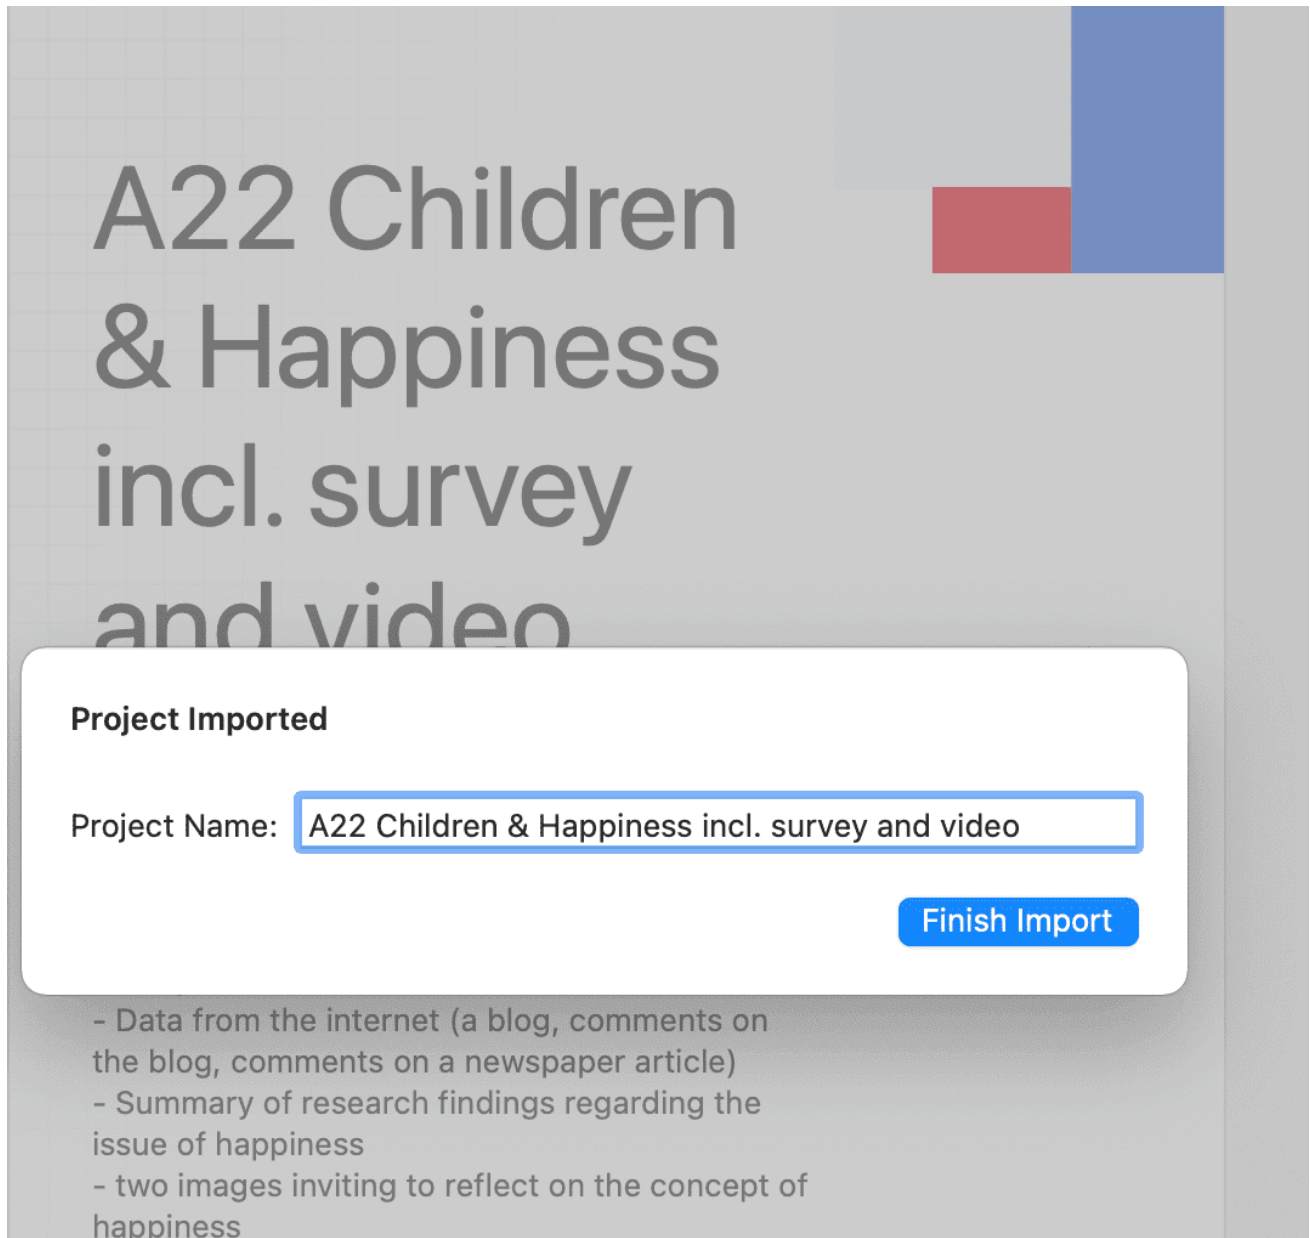 A22 Children
& Happiness
incl. survey
and video
Project Imported
Project Name: A22 Children & Happiness incl. survey and video
Finish Import
- Data from the internet (a blog, comments on
the blog, comments on a newspaper article)
- Summary of research findings regarding the
issue of happiness
- two images inviting to reflect on the concept of
happiness